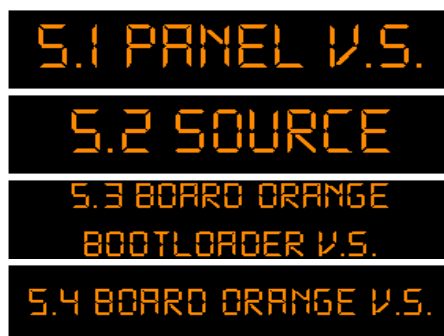 5.1 PANEL V.S.
5.2 SOURCE
5.3 BOARD ORANGE
BOOTLOADER V.S.
5.4 BOARD ORANGE V.S.